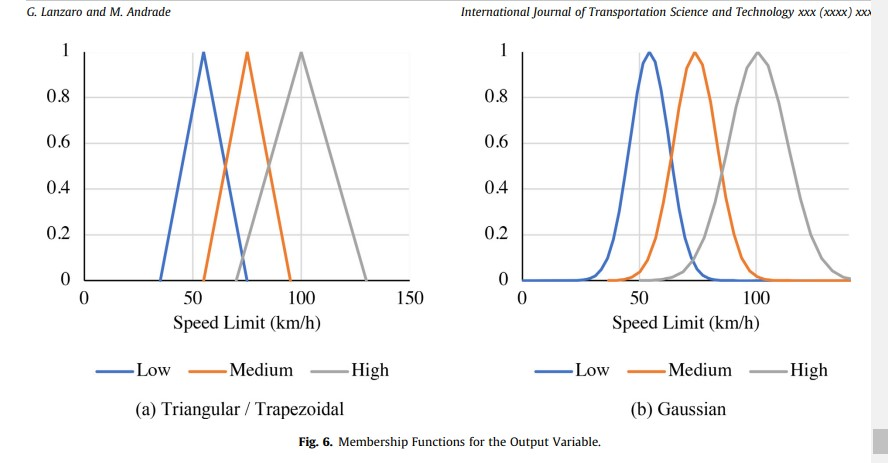 G. Lanzaro and M. Andrade
International Journal of Transportation Science and Technology xxx (xxxx) xxx
1
0.8
0.6
0.4
0.2
0
0 50 100 150
Speed Limit (km/h)
Low Medium High
(a) Triangular / Trapezoidal
1
0.8
0.6
0.4
0.2
0
0 50 100
Speed Limit (km/h)
Low Medium High
(b) Gaussian
Fig. 6. Membership Functions for the Output Variable.